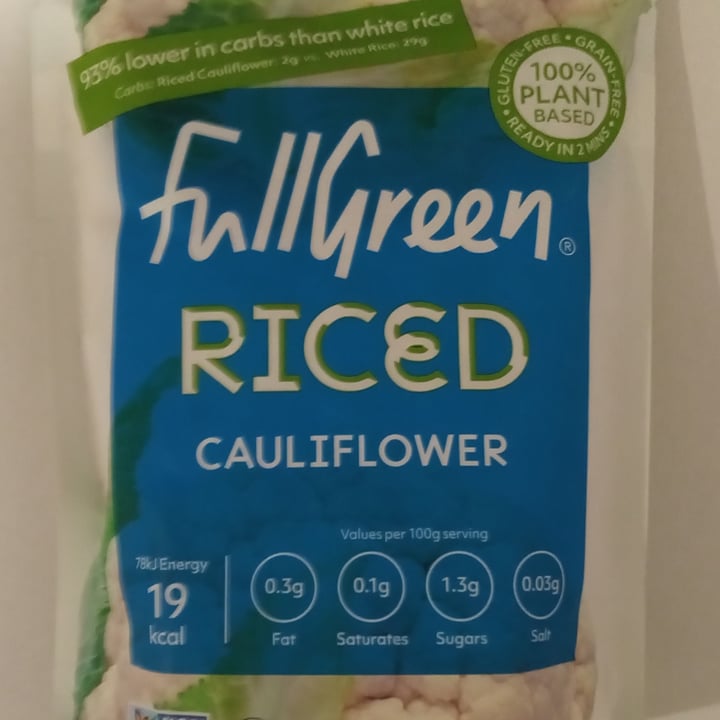 93% lower in carbs than white rice
Carbs: Riced Cauliflower: 2g vs. White Rice: 29g
GLUTEN-FREE • GRAIN-FREE • READY IN 2 MINS •
100%
PLANT
BASED
FullGreen®
RICED
CAULIFLOWER
Values per 100g serving
78kJ Energy
19
kcal
0.3g 0.1g 1.3g 0.03g
Fat Saturates Sugars Salt